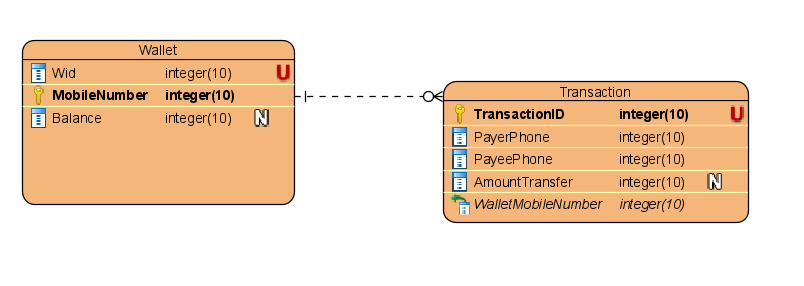 Wallet
Wid integer(10) U
MobileNumber integer(10)
Balance integer(10) N
Transaction
TransactionID integer(10) U
PayerPhone integer(10)
PayeePhone integer(10)
AmountTransfer integer(10) N
WalletMobileNumber integer(10)